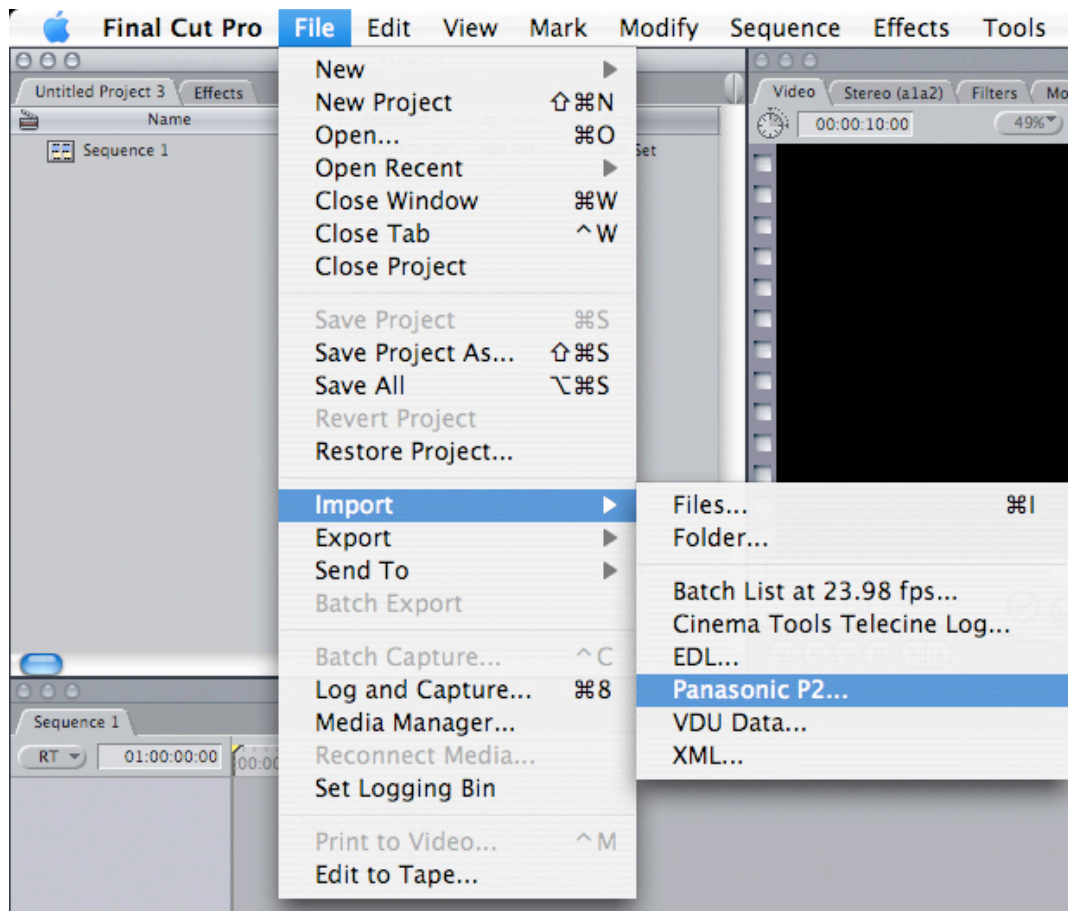 Final Cut Pro File Edit View Mark Modify Sequence Effects Tools
Untitled Project 3 Effects
Name
Sequence 1
Set
New
New Project ⇧⌘N
Open... ⌘O
Open Recent
Close Window ⌘W
Close Tab ^W
Close Project
Save Project ⌘S
Save Project As... ⇧⌘S
Save All ⌥⌘S
Revert Project
Restore Project...
Import
Export
Send To
Batch Export
Batch Capture... ^C
Log and Capture... ⌘8
Media Manager...
Reconnect Media...
Set Logging Bin
Print to Video... ^M
Edit to Tape...
Files... ⌘I
Folder...
Batch List at 23.98 fps...
Cinema Tools Telecine Log...
EDL...
Panasonic P2...
VDU Data...
XML...
Video Stereo (a1a2) Filters Mo
00:00:10:00 49%
Sequence 1
RT 01:00:00:00 00:00